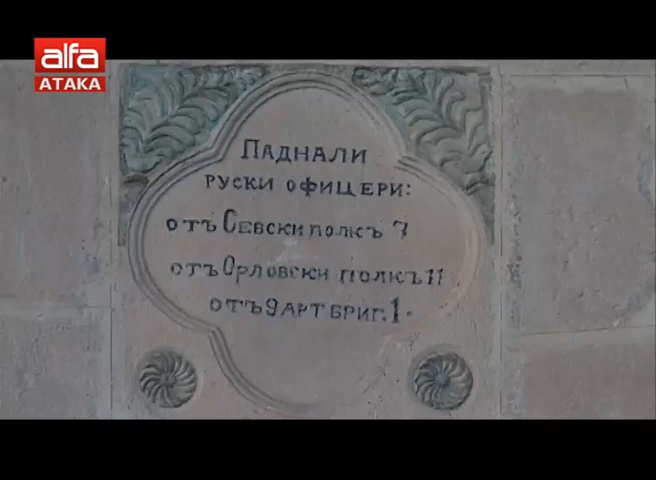 alfa
АТАКА
ПАДНАЛИ
РУСКИ ОФИЦЕРИ:
ОТЪ СЕВСКИ ПОЛКЪ 7
ОТЪ ОРЛОВСКИ ПОЛКЪ 11
ОТЪ 9 АРТ БРИГ. 1.